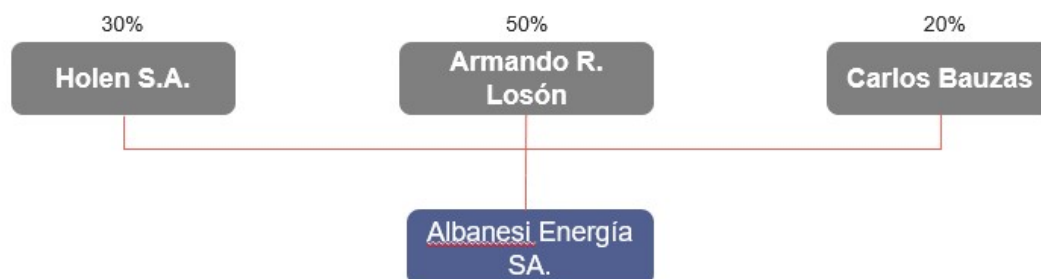 30%
50%
20%
Holen S.A.
Armando R.
Losón
Carlos Bauzas
Albanesi Energía
SA.